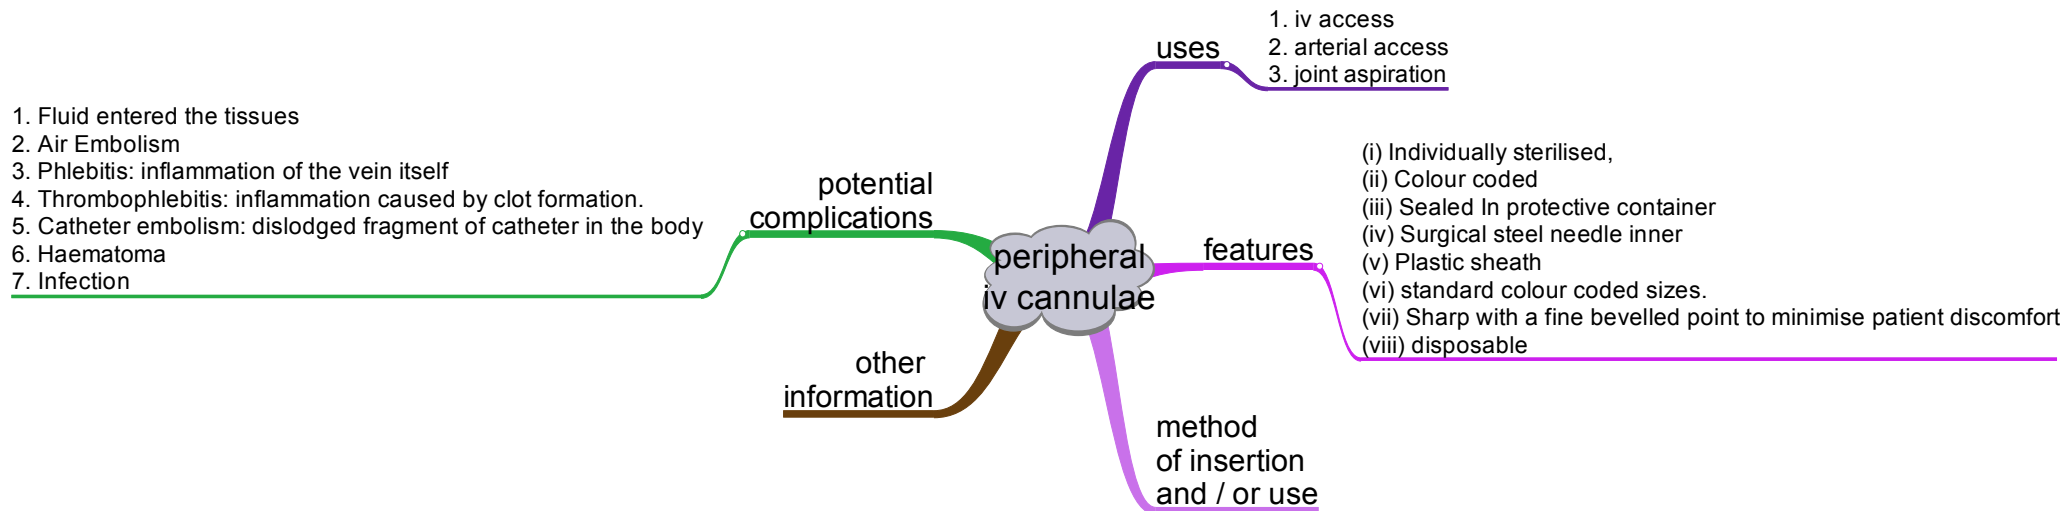 peripheral
iv cannulae
uses
1. iv access
2. arterial access
3. joint aspiration
features
(i) Individually sterilised,
(ii) Colour coded
(iii) Sealed In protective container
(iv) Surgical steel needle inner
(v) Plastic sheath
(vi) standard colour coded sizes.
(vii) Sharp with a fine bevelled point to minimise patient discomfort
(viii) disposable
method
of insertion
and / or use
other
information
potential
complications
1. Fluid entered the tissues
2. Air Embolism
3. Phlebitis: inflammation of the vein itself
4. Thrombophlebitis: inflammation caused by clot formation.
5. Catheter embolism: dislodged fragment of catheter in the body
6. Haematoma
7. Infection